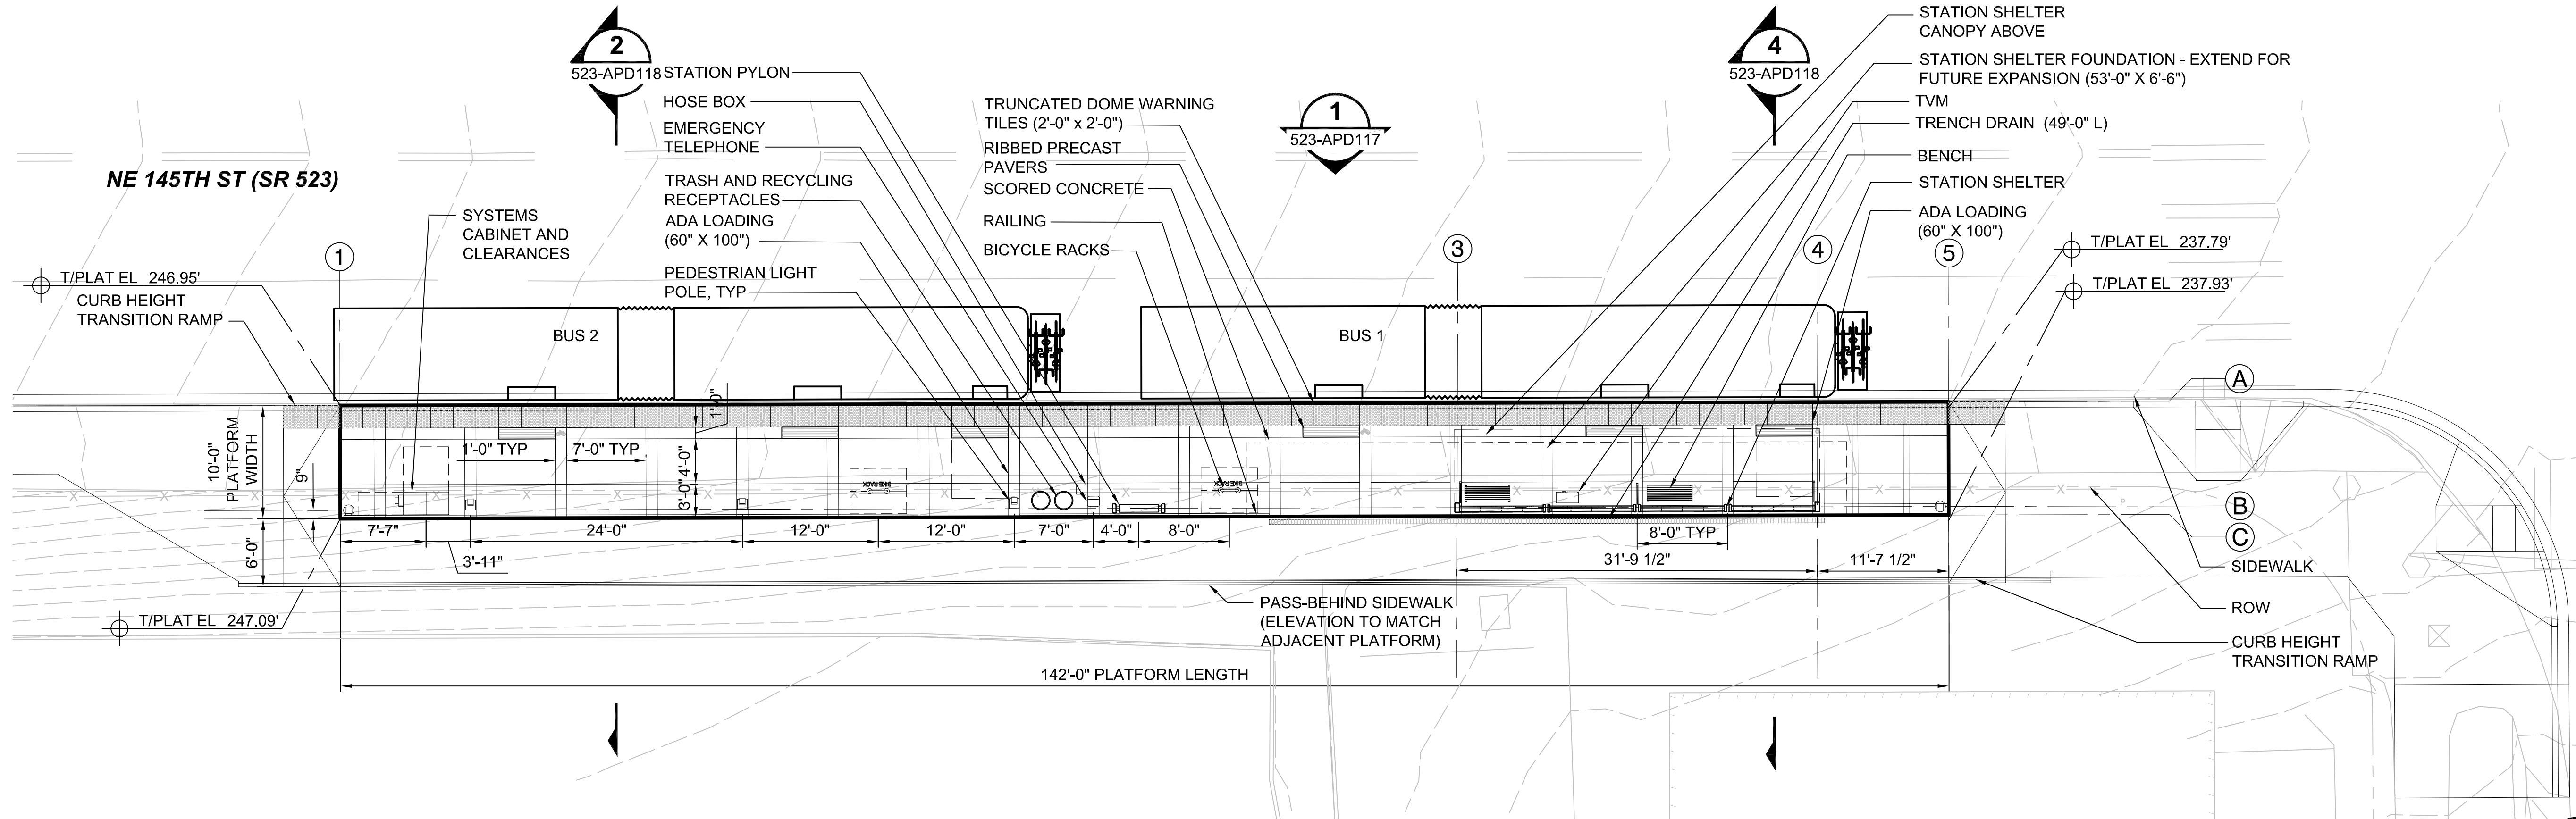 2
523-APD118
4
523-APD118
1
523-APD117
STATION PYLON
HOSE BOX
EMERGENCY
TELEPHONE
TRASH AND RECYCLING
RECEPTACLES
ADA LOADING
(60" X 100")
PEDESTRIAN LIGHT
POLE, TYP
TRUNCATED DOME WARNING
TILES (2'-0" x 2'-0")
RIBBED PRECAST
PAVERS
SCORED CONCRETE
RAILING
BICYCLE RACKS
STATION SHELTER
CANOPY ABOVE
STATION SHELTER FOUNDATION - EXTEND FOR
FUTURE EXPANSION (53'-0" X 6'-6")
TVM
TRENCH DRAIN (49'-0" L)
BENCH
STATION SHELTER
ADA LOADING
(60" X 100")
T/PLAT EL 237.79'
T/PLAT EL 237.93'
NE 145TH ST (SR 523)
SYSTEMS
CABINET AND
CLEARANCES
T/PLAT EL 246.95'
CURB HEIGHT
TRANSITION RAMP
1
3
4
5
BUS 2
BUS 1
A
B
C
10'-0"
PLATFORM
WIDTH
9"
6'-0"
1'-0" TYP
7'-0" TYP
1'-0"
4'-0"
3'-0"
BIKE RACK
BIKE RACK
X X X X X X X X X X X X X X X X X X X X X X X
7'-7"
3'-11"
24'-0"
12'-0"
12'-0"
7'-0"
4'-0"
8'-0"
8'-0" TYP
31'-9 1/2"
11'-7 1/2"
T/PLAT EL 247.09'
PASS-BEHIND SIDEWALK
(ELEVATION TO MATCH
ADJACENT PLATFORM)
142'-0" PLATFORM LENGTH
SIDEWALK
ROW
CURB HEIGHT
TRANSITION RAMP